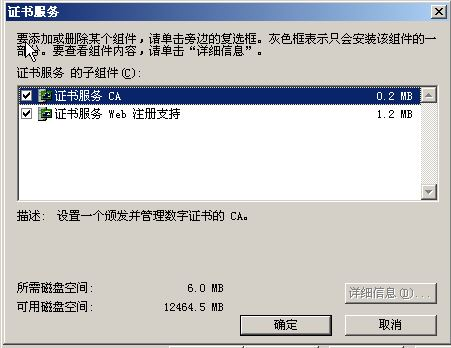 证书服务
要添加或删除某个组件，请单击旁边的复选框。灰色框表示只会安装该组件的一
部分。要查看组件内容，请单击“详细信息”。
证书服务 的子组件(C):
证书服务 CA 0.2 MB
证书服务 Web 注册支持 1.2 MB
描述: 设置一个颁发并管理数字证书的 CA。
所需磁盘空间: 6.0 MB
详细信息(D)...
可用磁盘空间: 12464.5 MB
确定 取消